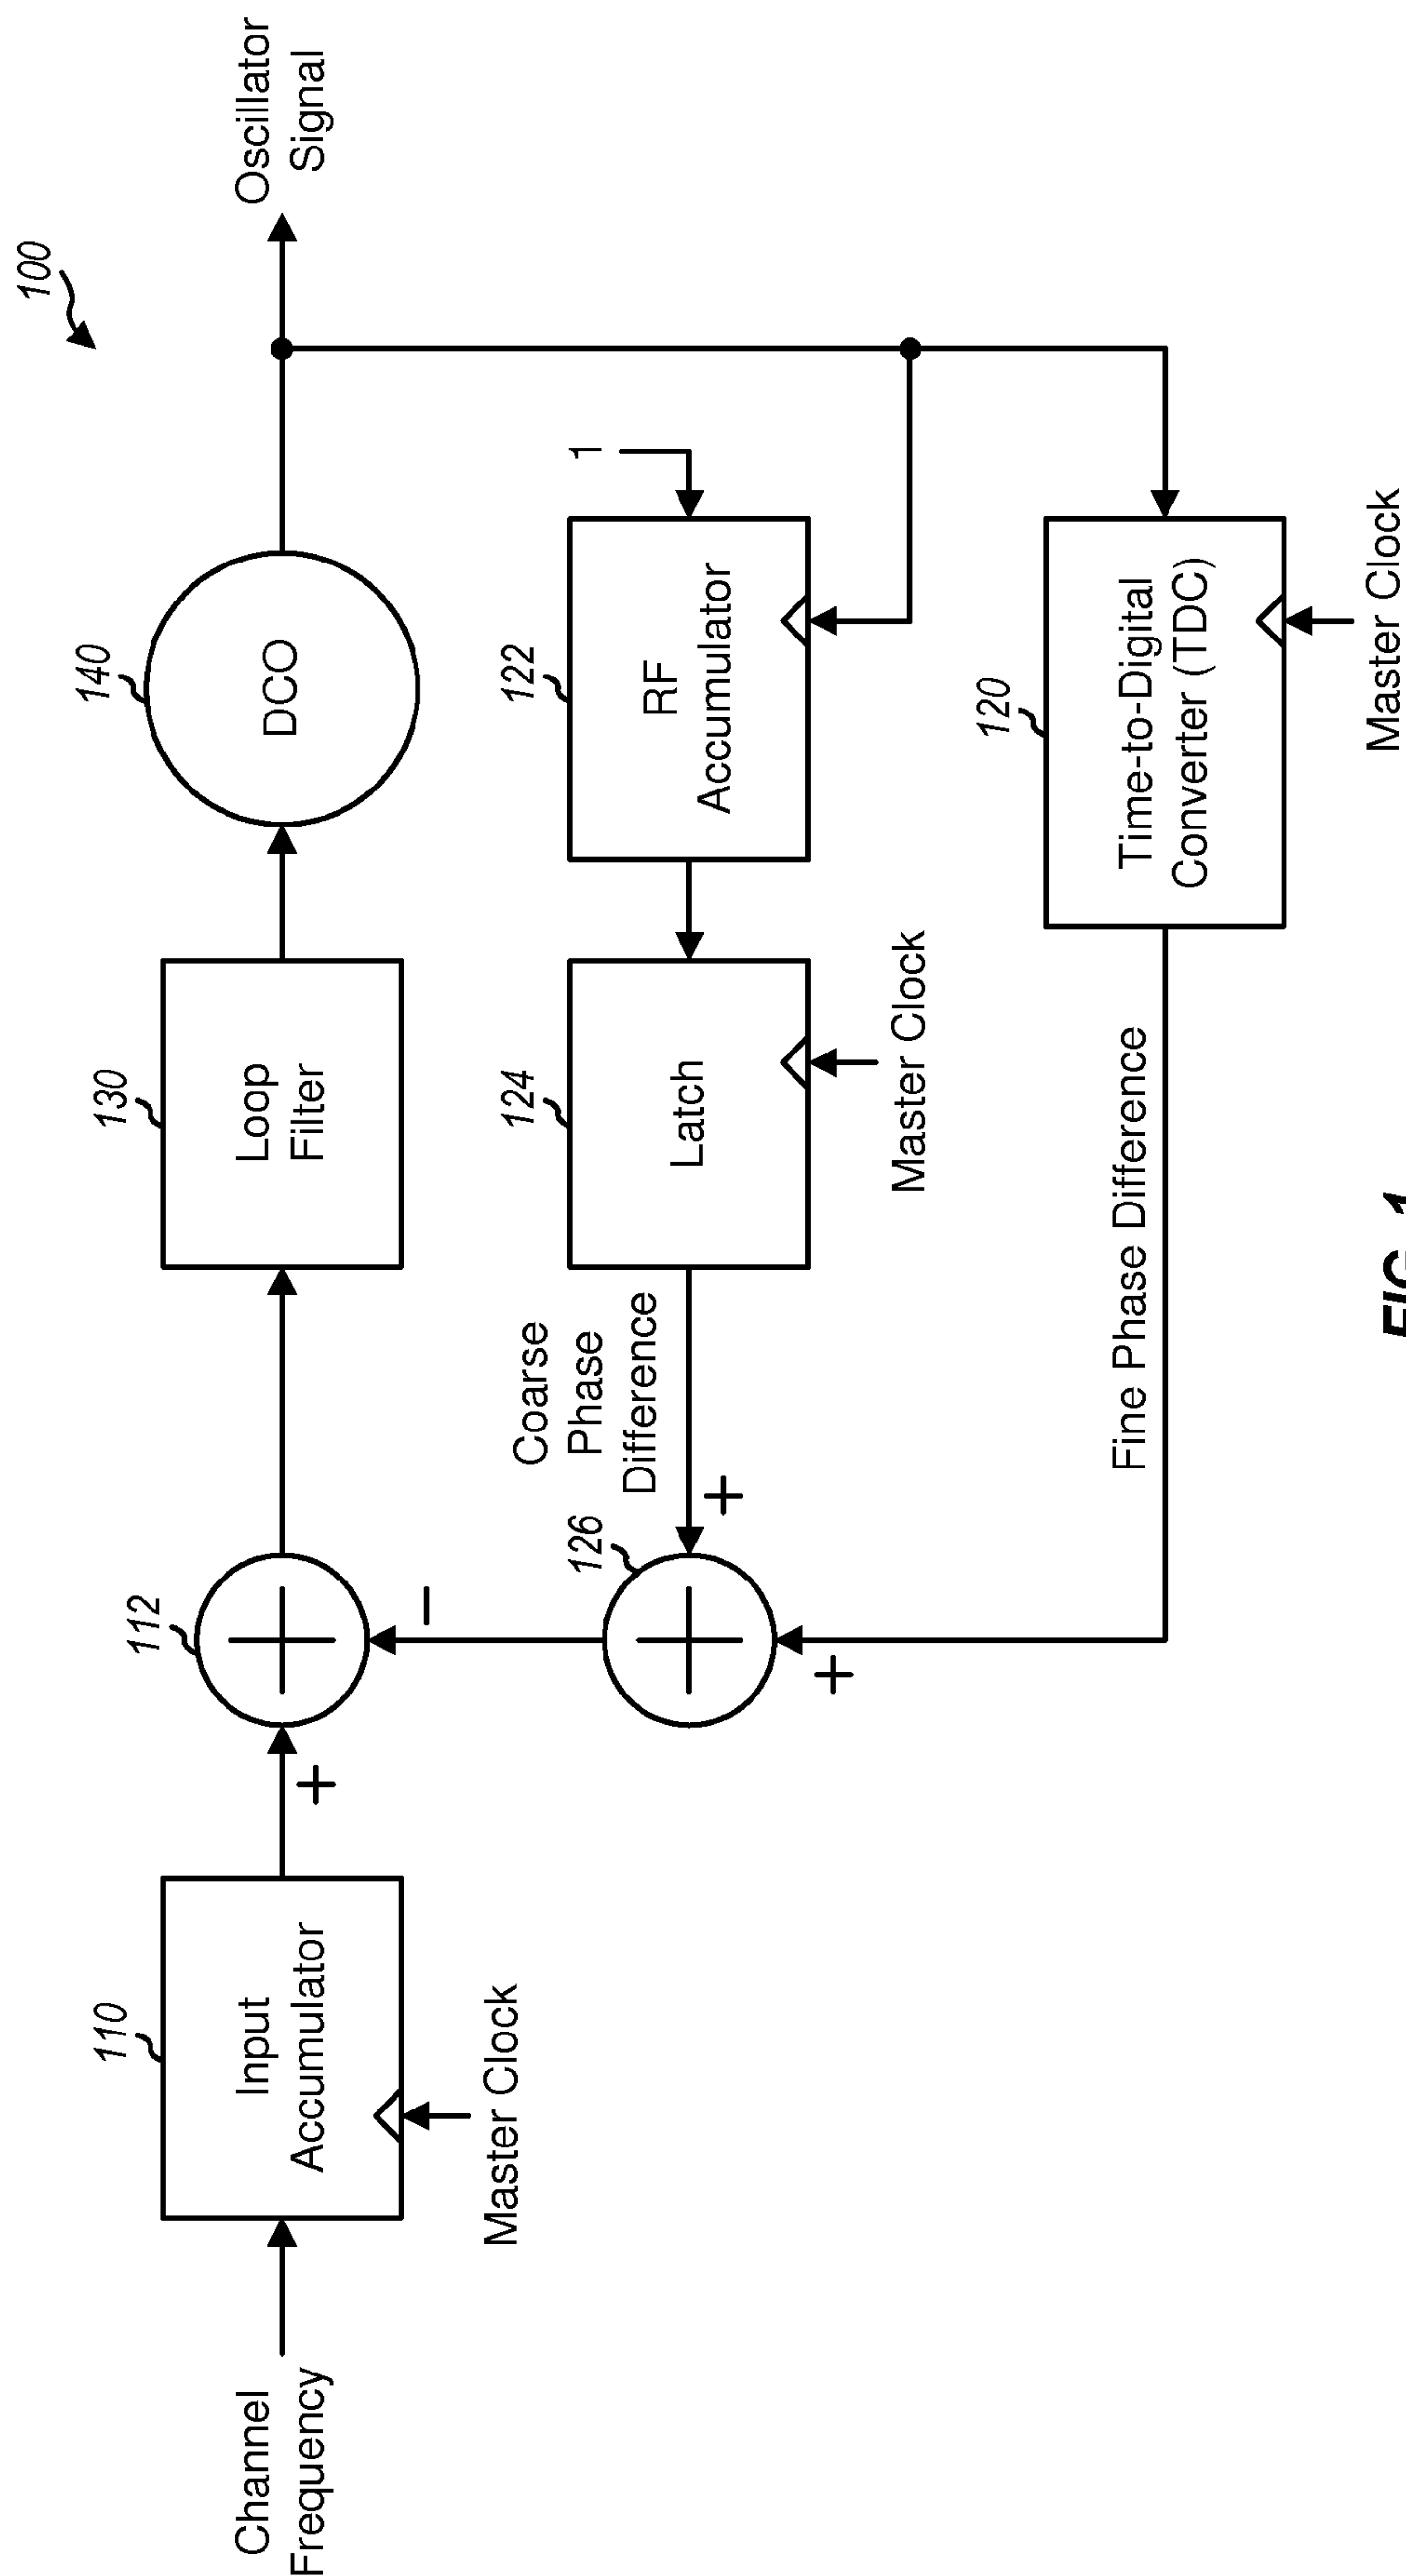 100
Oscillator
Signal
140
DCO
130
Loop
Filter
112
+
−
110
Input
Accumulator
Master Clock
Channel
Frequency
1
122
RF
Accumulator
124
Latch
Master Clock
Coarse
Phase
Difference
126
+
+
120
Time-to-Digital
Converter (TDC)
Master Clock
Fine Phase Difference
FIG. 1